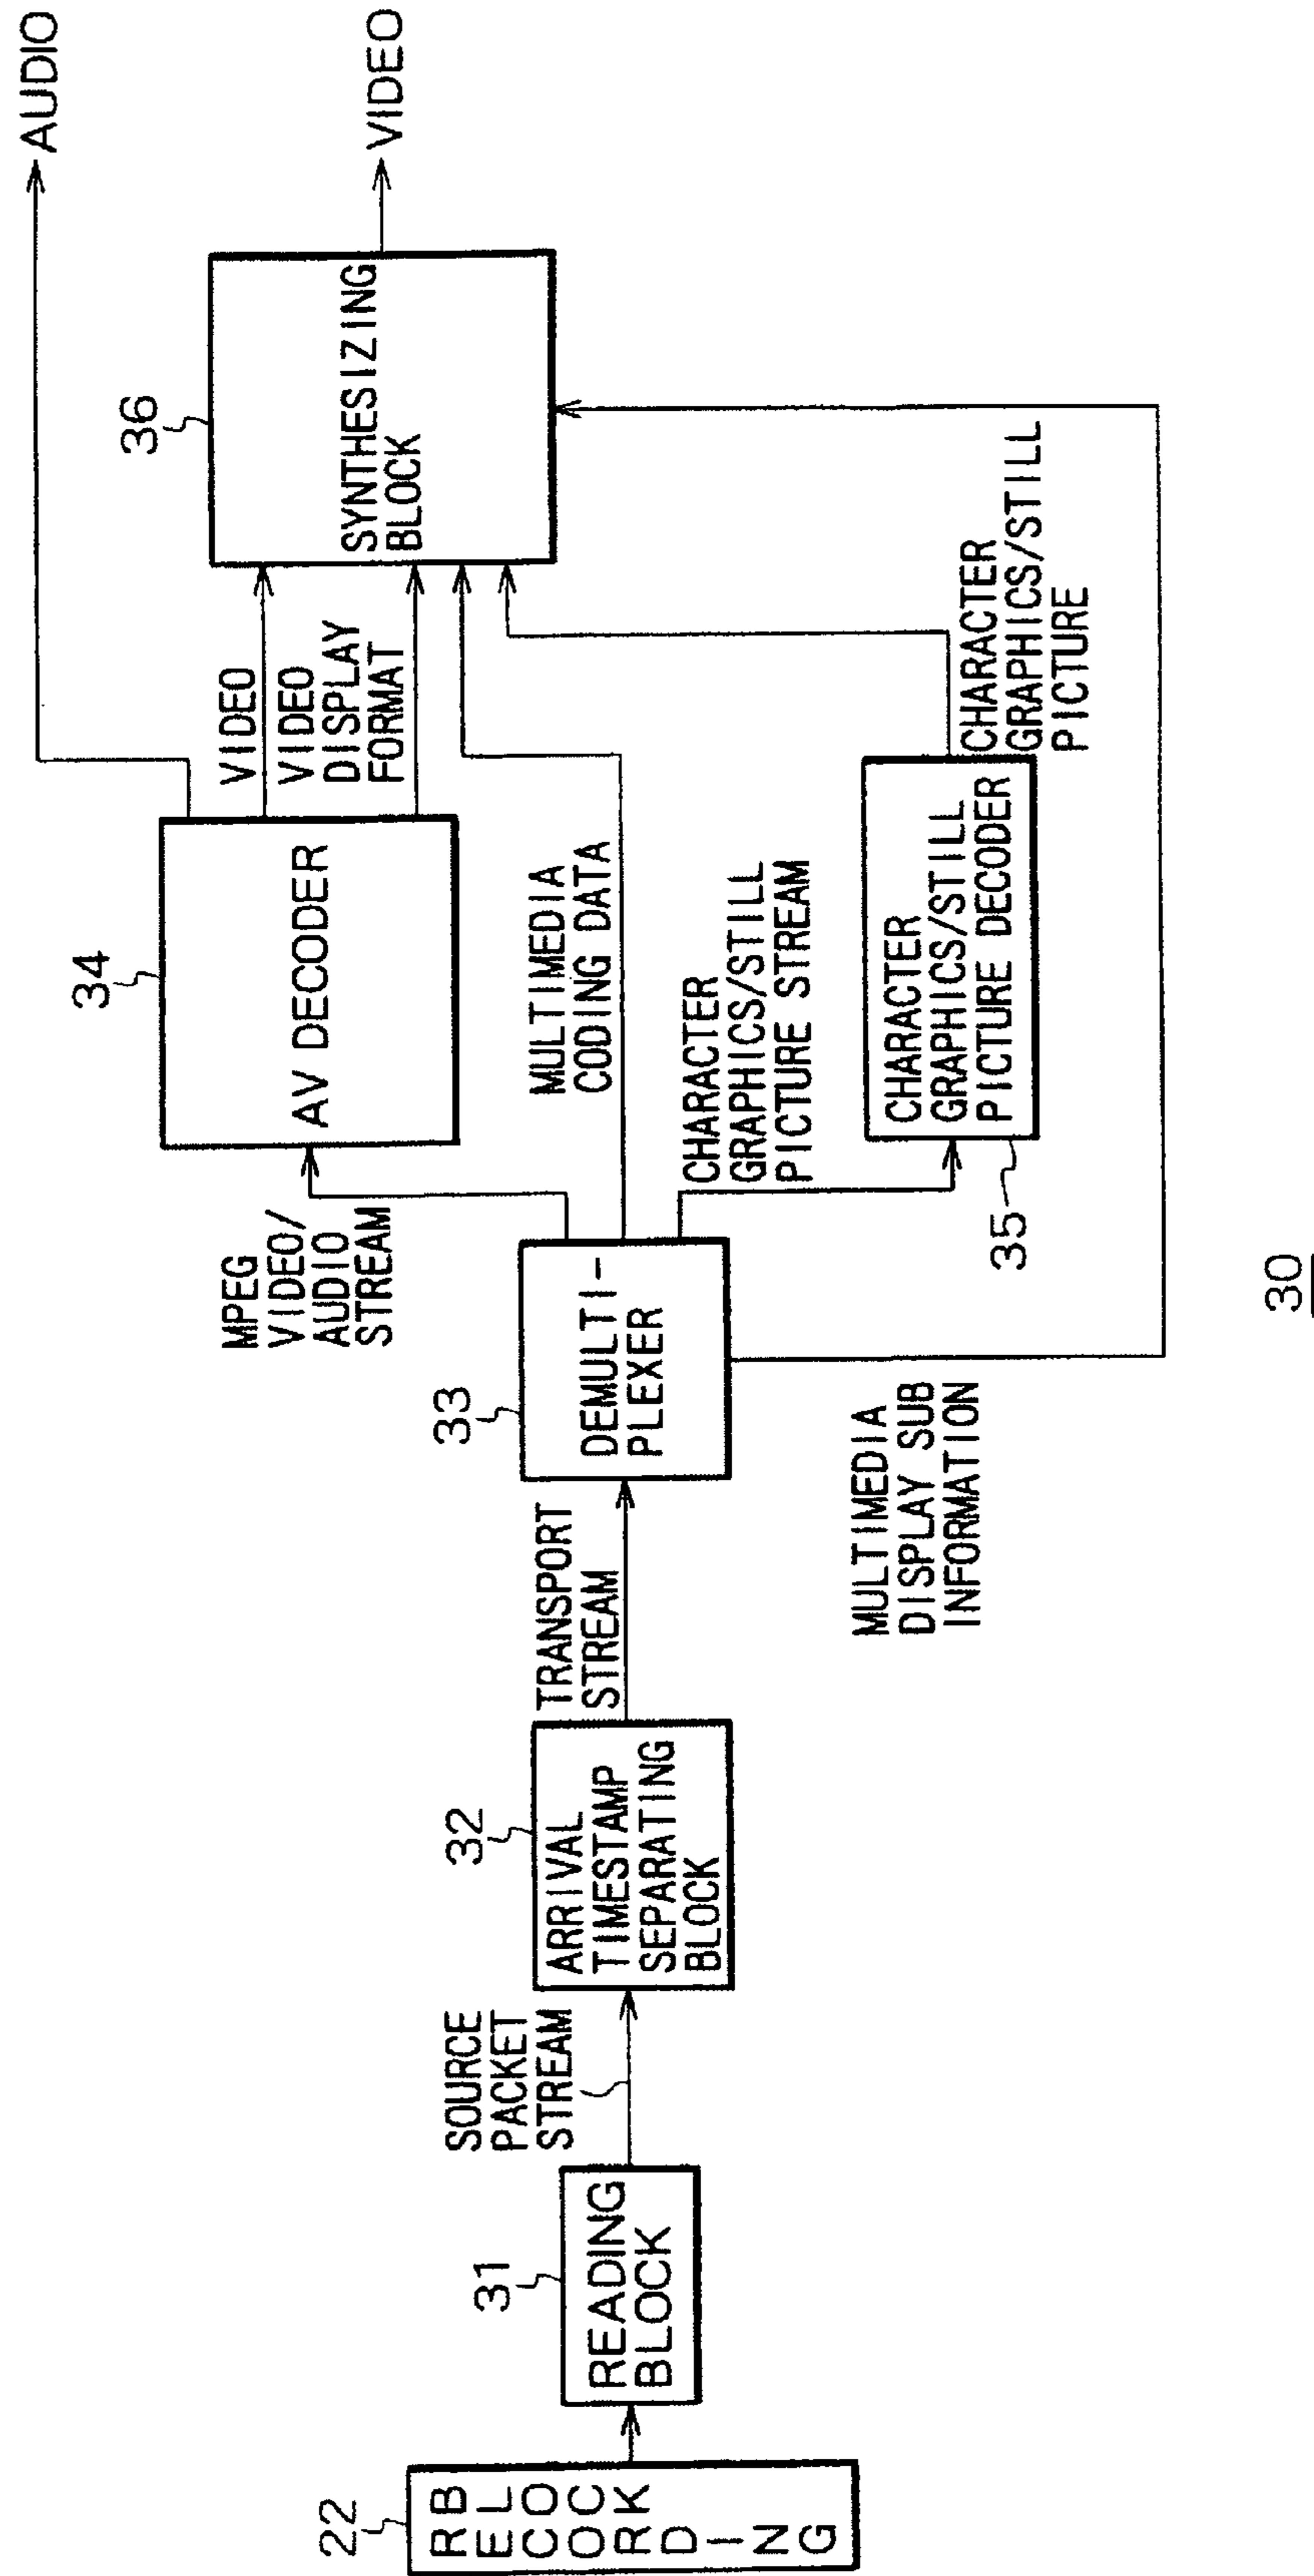 AUDIO
36
VIDEO
34
SYNTHESIZING
BLOCK
VIDEO
VIDEO
DISPLAY
FORMAT
AV DECODER
MPEG
VIDEO/
AUDIO
STREAM
MULTIMEDIA
CODING DATA
22
RECORDING
BLOCK
31
READING
BLOCK
SOURCE
PACKET
STREAM
32
ARRIVAL
TIMESTAMP
SEPARATING
BLOCK
TRANSPORT
STREAM
33
DEMULTI-
PLEXER
CHARACTER
GRAPHICS/STILL
PICTURE STREAM
MULTIMEDIA
DISPLAY SUB
INFORMATION
CHARACTER
GRAPHICS/STILL
PICTURE DECODER
35
CHARACTER
GRAPHICS/STILL
PICTURE
30